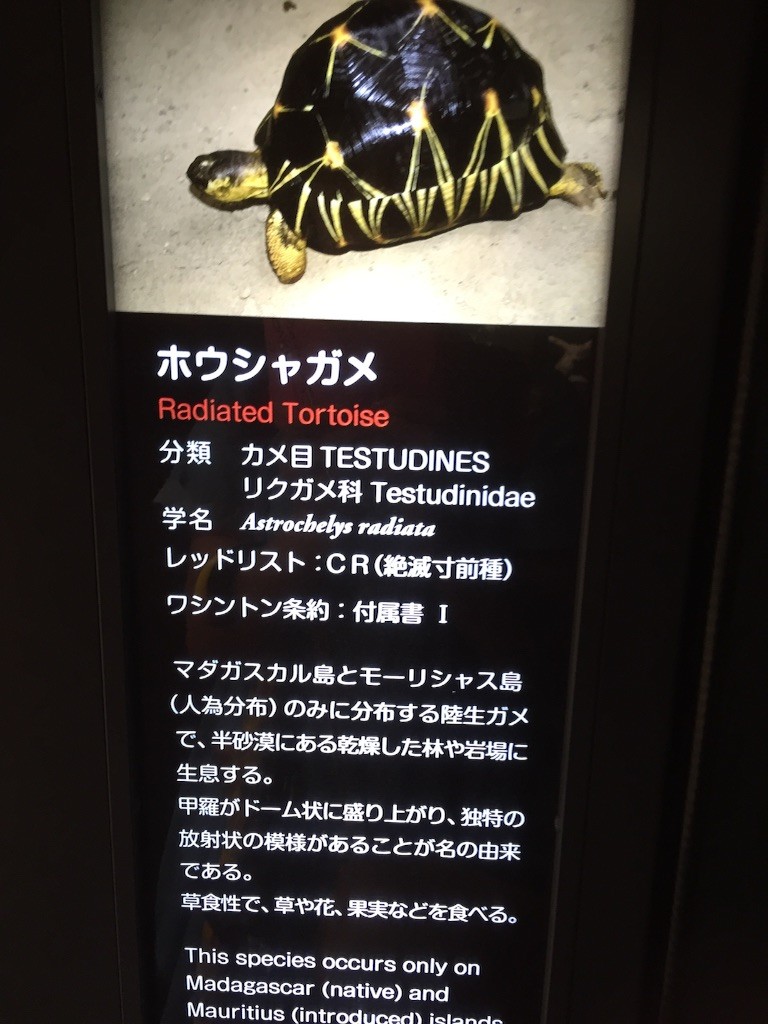 ホウシャガメ
Radiated Tortoise
分類 カメ目 TESTUDINES
リクガメ科 Testudinidae
学名 Astrochelys radiata
レッドリスト：CR（絶滅寸前種）
ワシントン条約：付属書 Ⅰ
マダガスカル島とモーリシャス島
（人為分布）のみに分布する陸生ガメ
で、半砂漠にある乾燥した林や岩場に
生息する。
甲羅がドーム状に盛り上がり、独特の
放射状の模様があることが名の由来
である。
草食性で、草や花、果実などを食べる。
This species occurs only on
Madagascar (native) and
Mauritius (introduced) islands